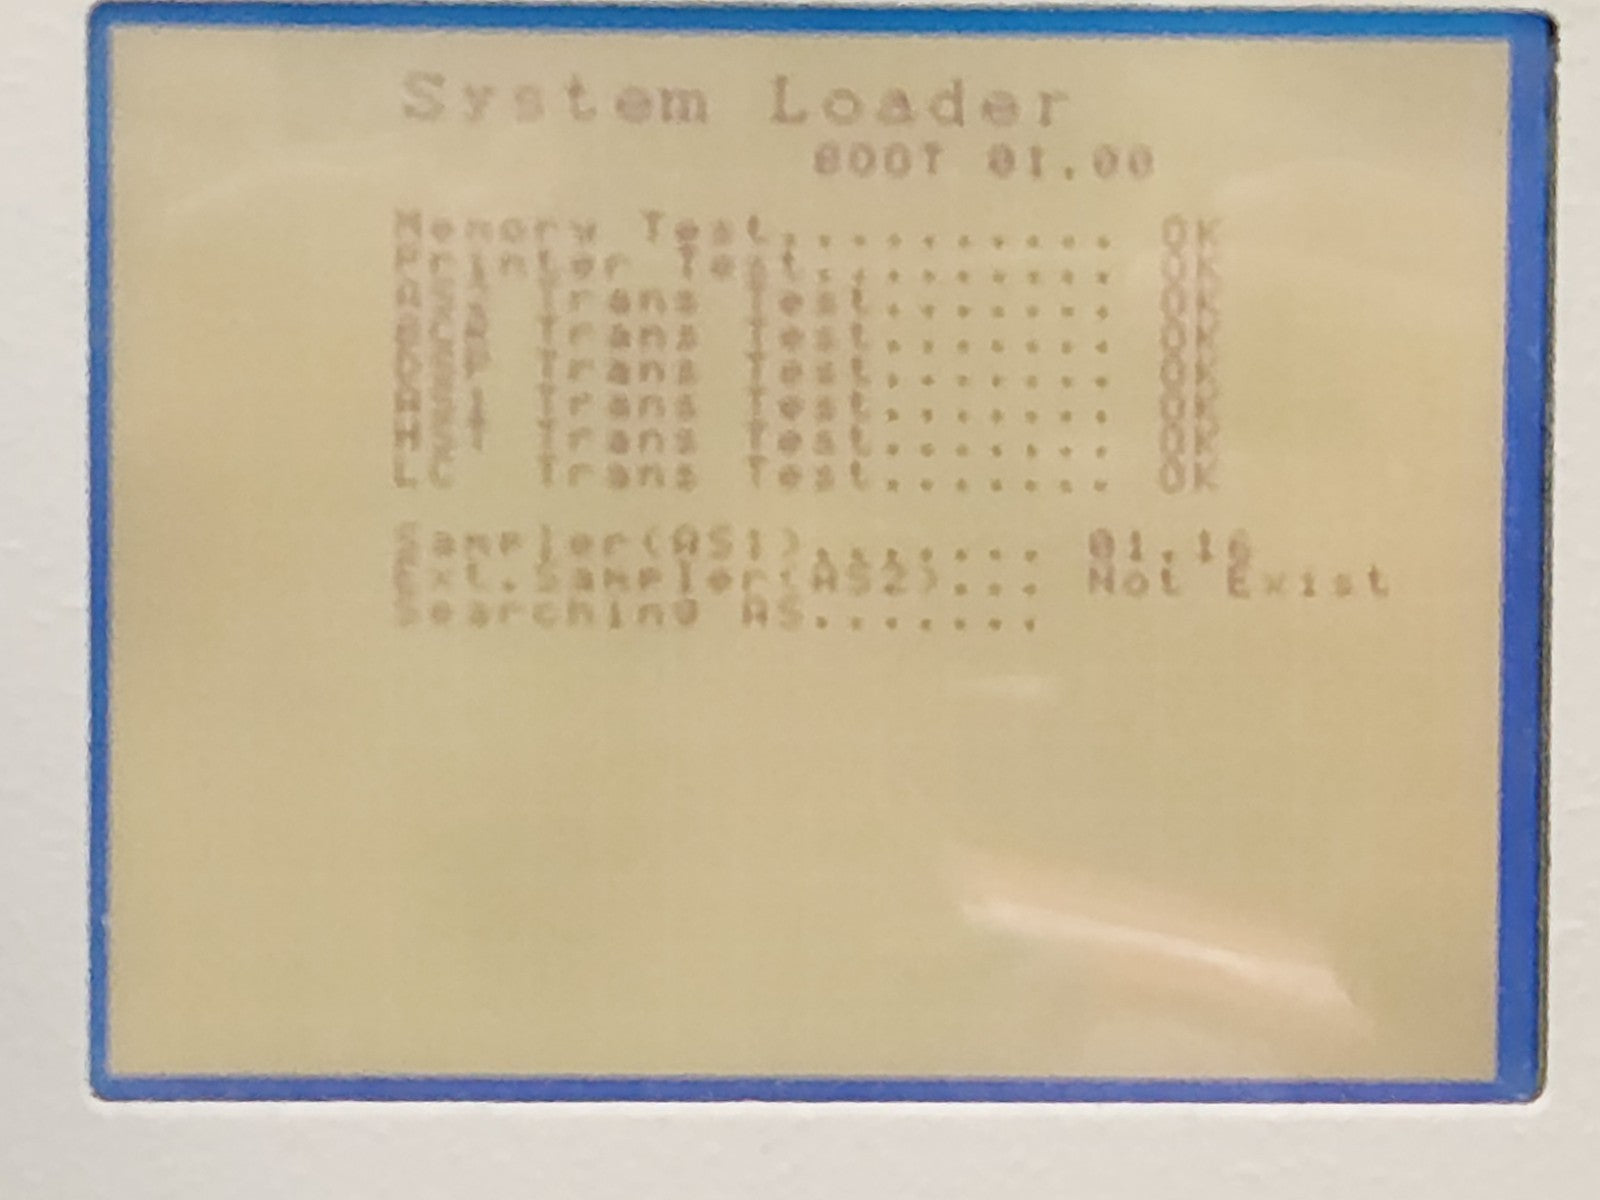 System Loader
BOOT 01.00
Memory Test.......... OK
Printer Test......... OK
Trans Test....... OK
Trans Test....... OK
Trans Test....... OK
Trans Test....... OK
Trans Test....... OK
LC Trans Test....... OK
Sampler(AS1)....... 01.16
Ext.Sampler(AS2)... Not Exist
Searching AS.......